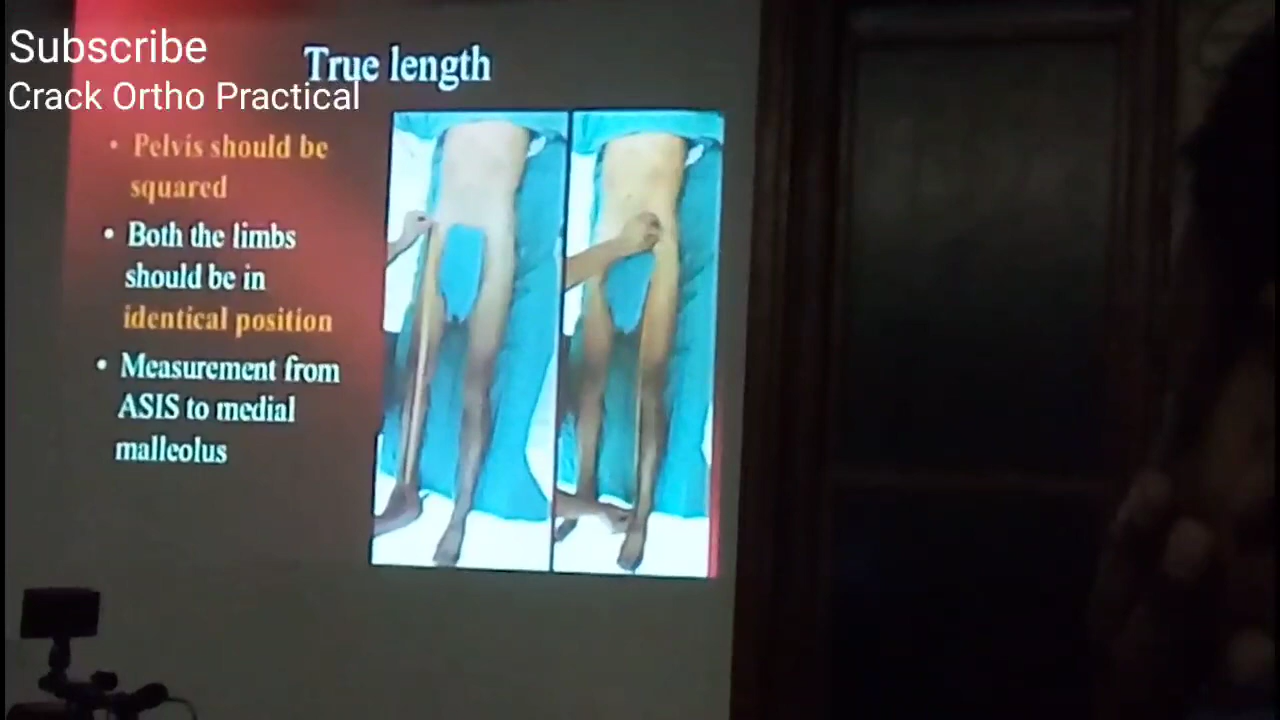 Subscribe
Crack Ortho Practical
True length
• Pelvis should be
squared
• Both the limbs
should be in
identical position
• Measurement from
ASIS to medial
malleolus